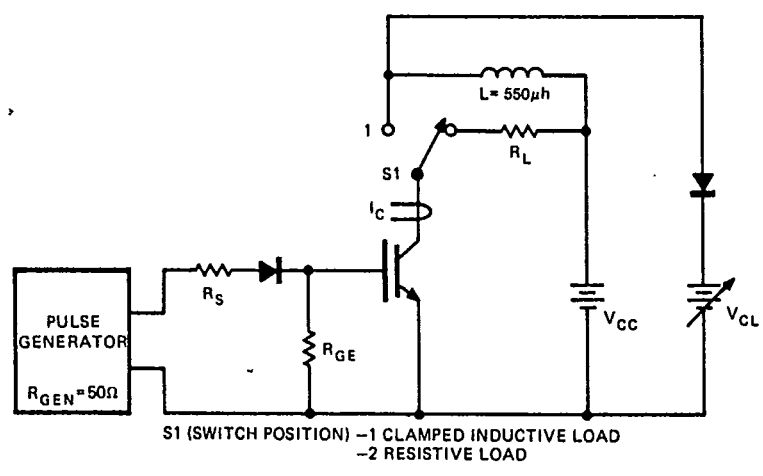 L= 550μh
1
R_L
S1
I_C
R_S
PULSE
GENERATOR
R_GEN =50Ω
R_GE
V_CC
V_CL
S1 (SWITCH POSITION) –1 CLAMPED INDUCTIVE LOAD
–2 RESISTIVE LOAD